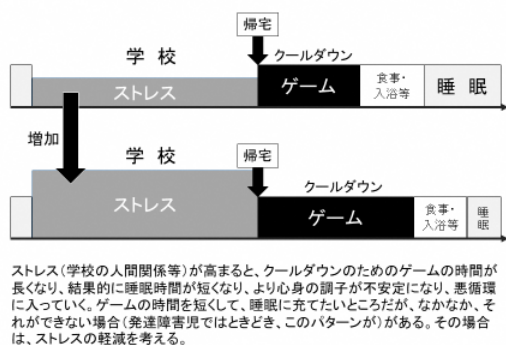 帰宅
学 校
クールダウン
ストレス
ゲーム
食事・
入浴等
睡 眠
増加
学 校
帰宅
クールダウン
ストレス
ゲーム
食事・
入浴等
睡
眠
ストレス(学校の人間関係等)が高まると、クールダウンのためのゲームの時間が
長くなり、結果的に睡眠時間が短くなり、より心身の調子が不安定になり、悪循環
に入っていく。ゲームの時間を短くして、睡眠に充てたいところだが、なかなか、そ
れができない場合(発達障害児ではときどき、このパターンが)がある。その場合
は、ストレスの軽減を考える。